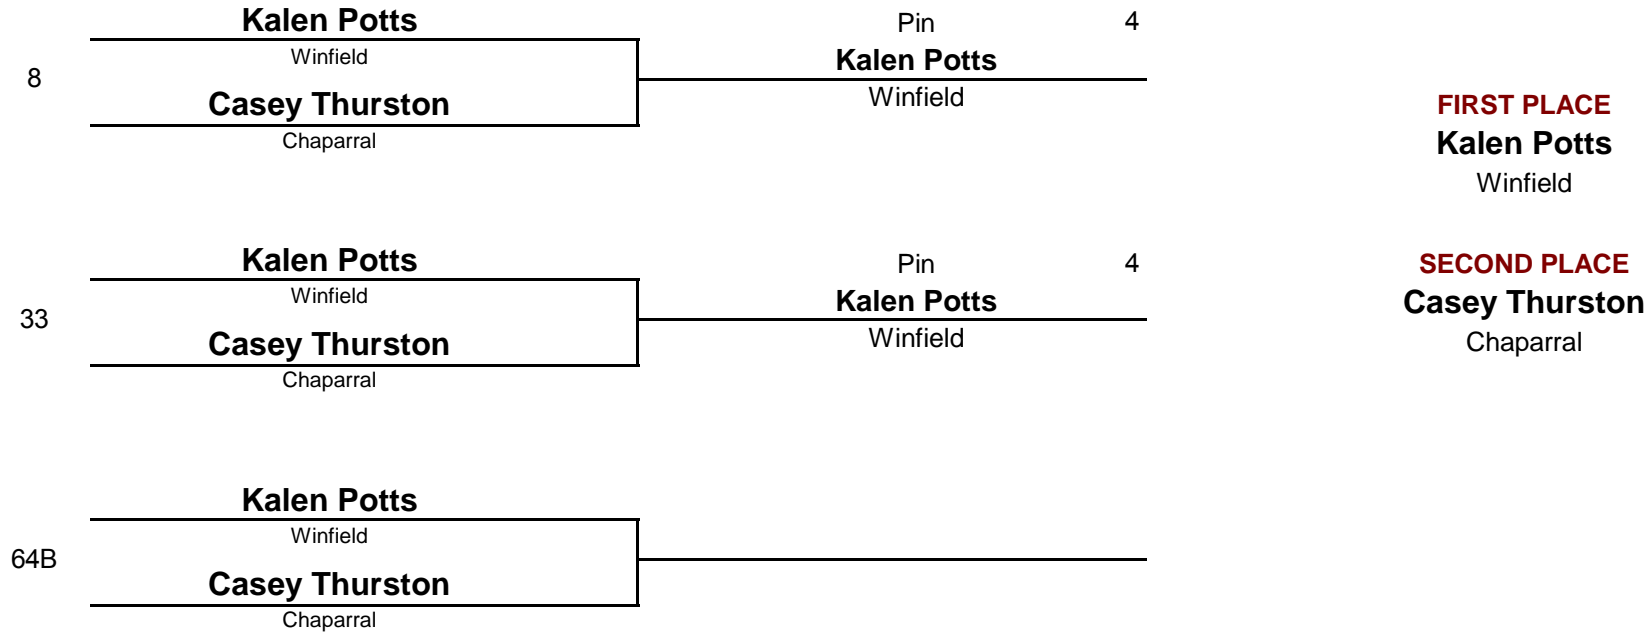 Kalen Potts
Winfield
8
Casey Thurston
Chaparral
Pin 4
Kalen Potts
Winfield
FIRST PLACE
Kalen Potts
Winfield
Kalen Potts
Winfield
33
Casey Thurston
Chaparral
Pin 4
Kalen Potts
Winfield
SECOND PLACE
Casey Thurston
Chaparral
Kalen Potts
Winfield
64B
Casey Thurston
Chaparral